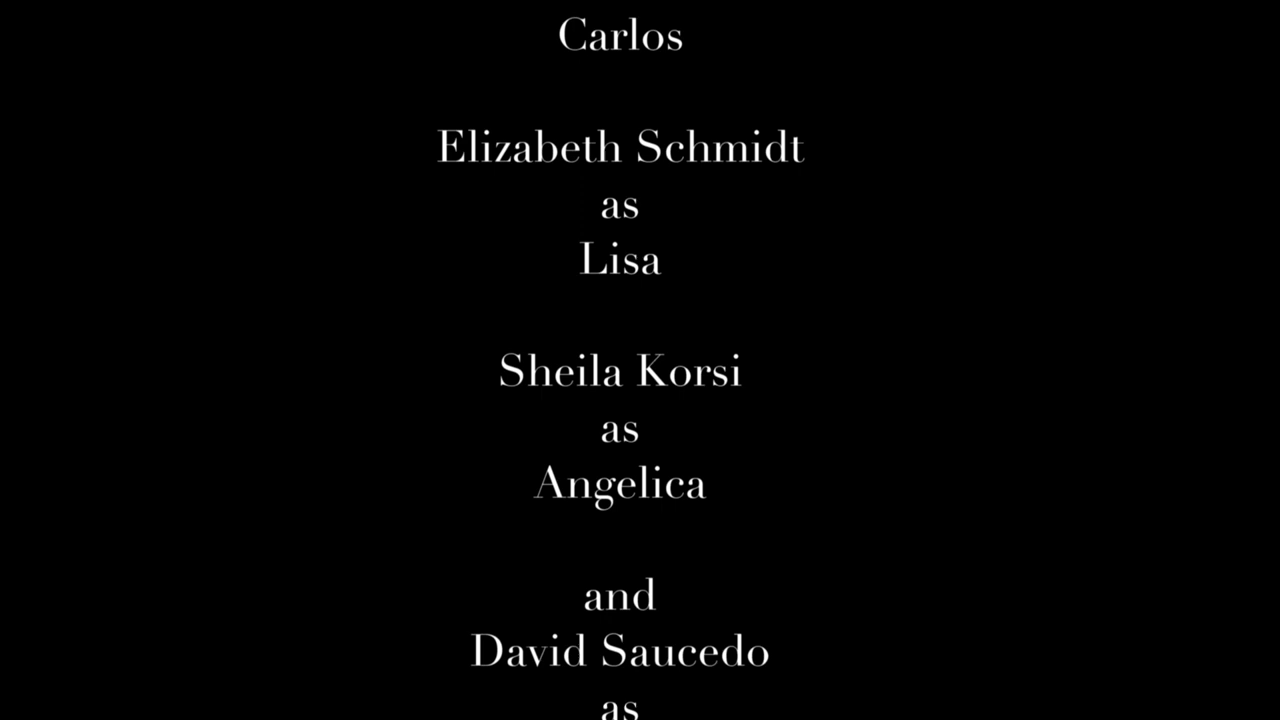 Carlos
Elizabeth Schmidt
as
Lisa
Sheila Korsi
as
Angelica
and
David Saucedo
as